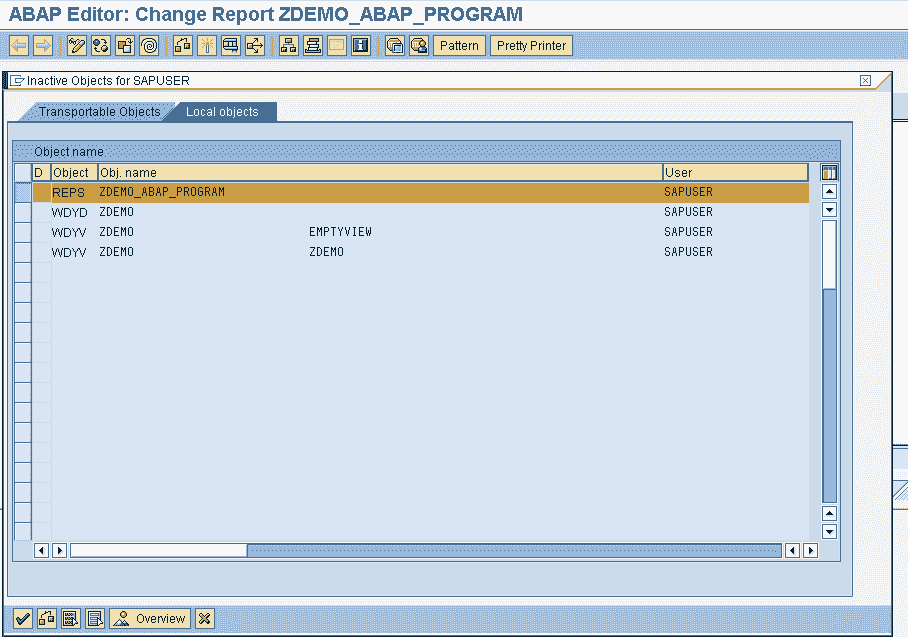 ABAP Editor: Change Report ZDEMO_ABAP_PROGRAM
Pattern Pretty Printer
Inactive Objects for SAPUSER
Transportable Objects Local objects
Object name
D Object Obj. name User
REPS ZDEMO_ABAP_PROGRAM SAPUSER
WDYD ZDEMO SAPUSER
WDYV ZDEMO EMPTYVIEW SAPUSER
WDYV ZDEMO ZDEMO SAPUSER
Overview